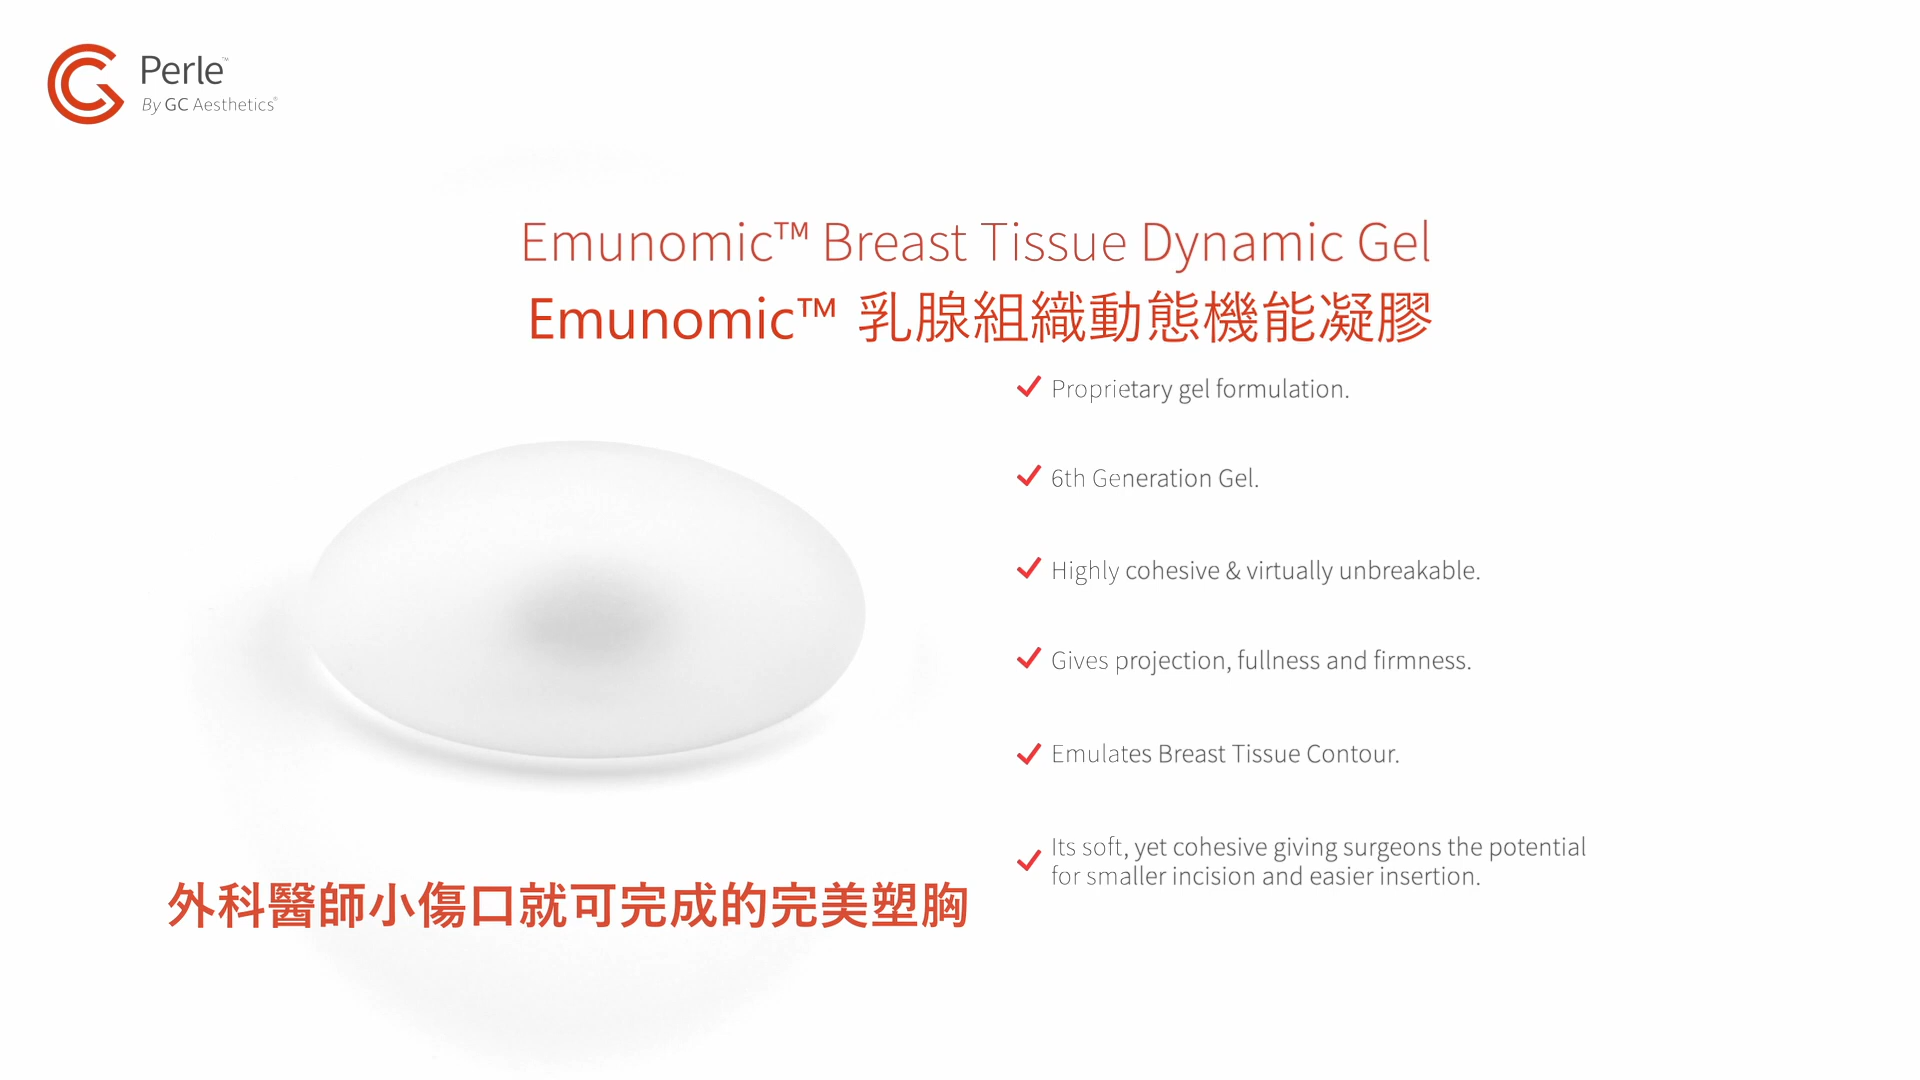 Perle™
By GC Aesthetics®
Emunomic™ Breast Tissue Dynamic Gel
Emunomic™ 乳腺組織動態機能凝膠
Proprietary gel formulation.
6th Generation Gel.
Highly cohesive & virtually unbreakable.
Gives projection, fullness and firmness.
Emulates Breast Tissue Contour.
Its soft, yet cohesive giving surgeons the potential
for smaller incision and easier insertion.
外科醫師小傷口就可完成的完美塑胸